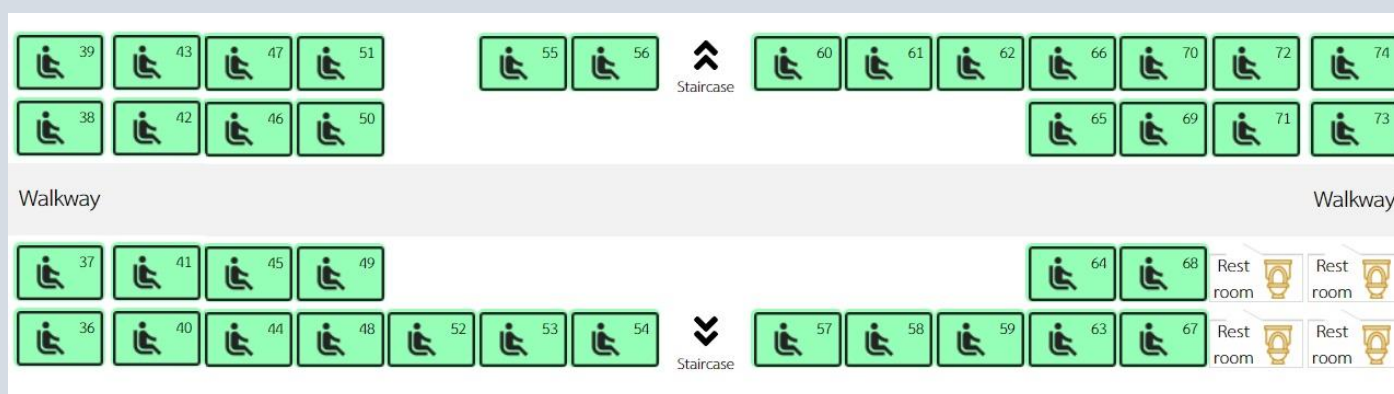 39 43 47 51 55 56 60 61 62 66 70 72 74
Staircase
38 42 46 50 65 69 71 73
Walkway Walkway
37 41 45 49 64 68 Rest room Rest room
36 40 44 48 52 53 54 57 58 59 63 67 Rest room Rest room
Staircase